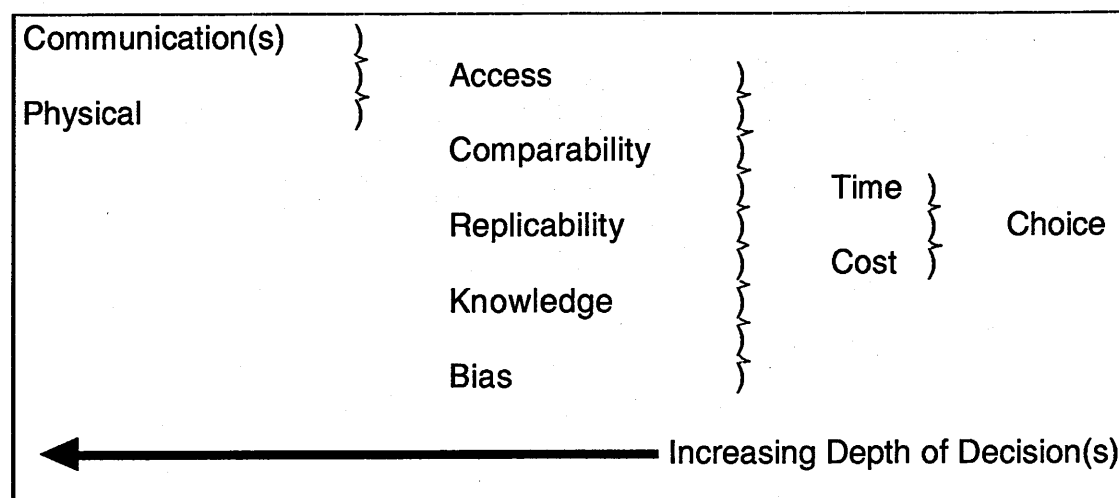 Communication(s)
Physical
Access
Comparability
Replicability
Knowledge
Bias
Time
Cost
Choice
Increasing Depth of Decision(s)